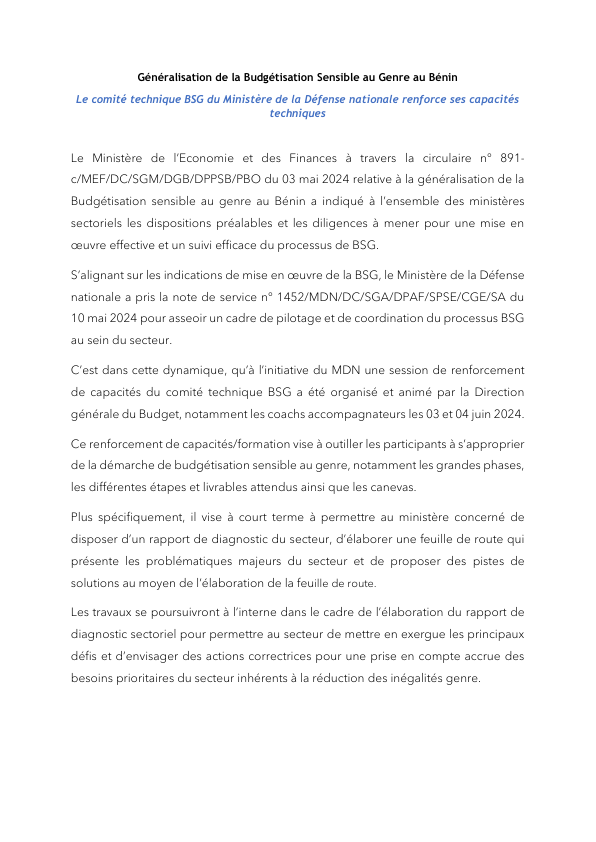 Généralisation de la Budgétisation Sensible au Genre au Bénin
Le comité technique BSG du Ministère de la Défense nationale renforce ses capacités
techniques
Le Ministère de l'Economie et des Finances à travers la circulaire n° 891-
c/MEF/DC/SGM/DGB/DPPSB/PBO du 03 mai 2024 relative à la généralisation de la
Budgétisation sensible au genre au Bénin a indiqué à l'ensemble des ministères
sectoriels les dispositions préalables et les diligences à mener pour une mise en
œuvre effective et un suivi efficace du processus de BSG.
S'alignant sur les indications de mise en œuvre de la BSG, le Ministère de la Défense
nationale a pris la note de service n° 1452/MDN/DC/SGA/DPAF/SPSE/CGE/SA du
10 mai 2024 pour asseoir un cadre de pilotage et de coordination du processus BSG
au sein du secteur.
C'est dans cette dynamique, qu'à l'initiative du MDN une session de renforcement
de capacités du comité technique BSG a été organisé et animé par la Direction
générale du Budget, notamment les coachs accompagnateurs les 03 et 04 juin 2024.
Ce renforcement de capacités/formation vise à outiller les participants à s'approprier
de la démarche de budgétisation sensible au genre, notamment les grandes phases,
les différentes étapes et livrables attendus ainsi que les canevas.
Plus spécifiquement, il vise à court terme à permettre au ministère concerné de
disposer d'un rapport de diagnostic du secteur, d'élaborer une feuille de route qui
présente les problématiques majeurs du secteur et de proposer des pistes de
solutions au moyen de l'élaboration de la feuille de route.
Les travaux se poursuivront à l'interne dans le cadre de l'élaboration du rapport de
diagnostic sectoriel pour permettre au secteur de mettre en exergue les principaux
défis et d'envisager des actions correctrices pour une prise en compte accrue des
besoins prioritaires du secteur inhérents à la réduction des inégalités genre.